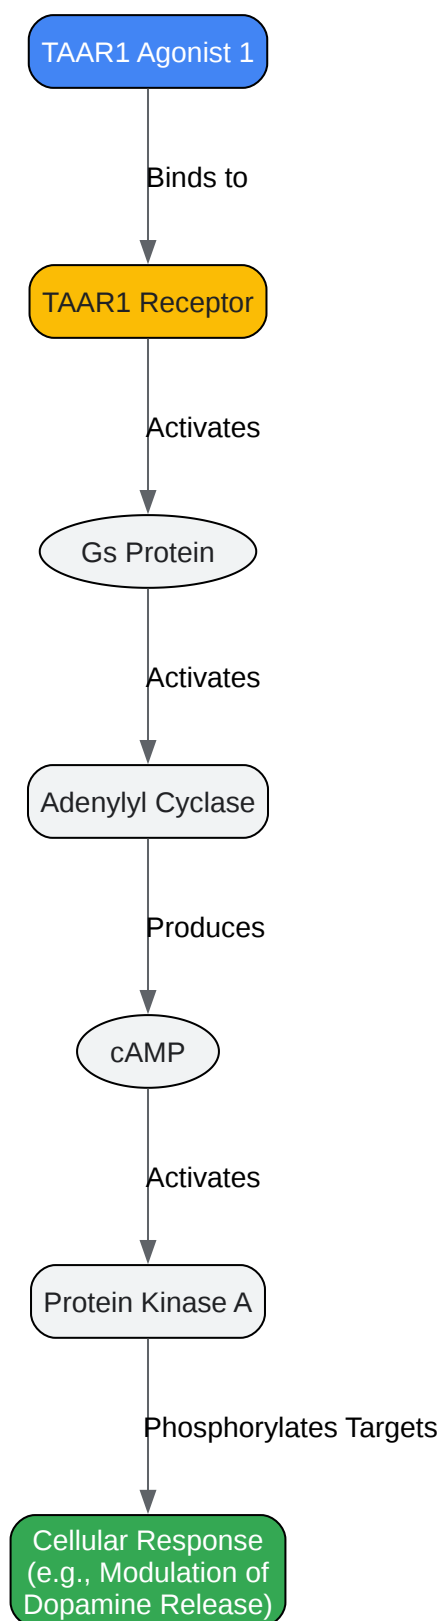 TAAR1 Agonist 1
Binds to
TAAR1 Receptor
Activates
Gs Protein
Activates
Adenylyl Cyclase
Produces
cAMP
Activates
Protein Kinase A
Phosphorylates Targets
Cellular Response
(e.g., Modulation of
Dopamine Release)